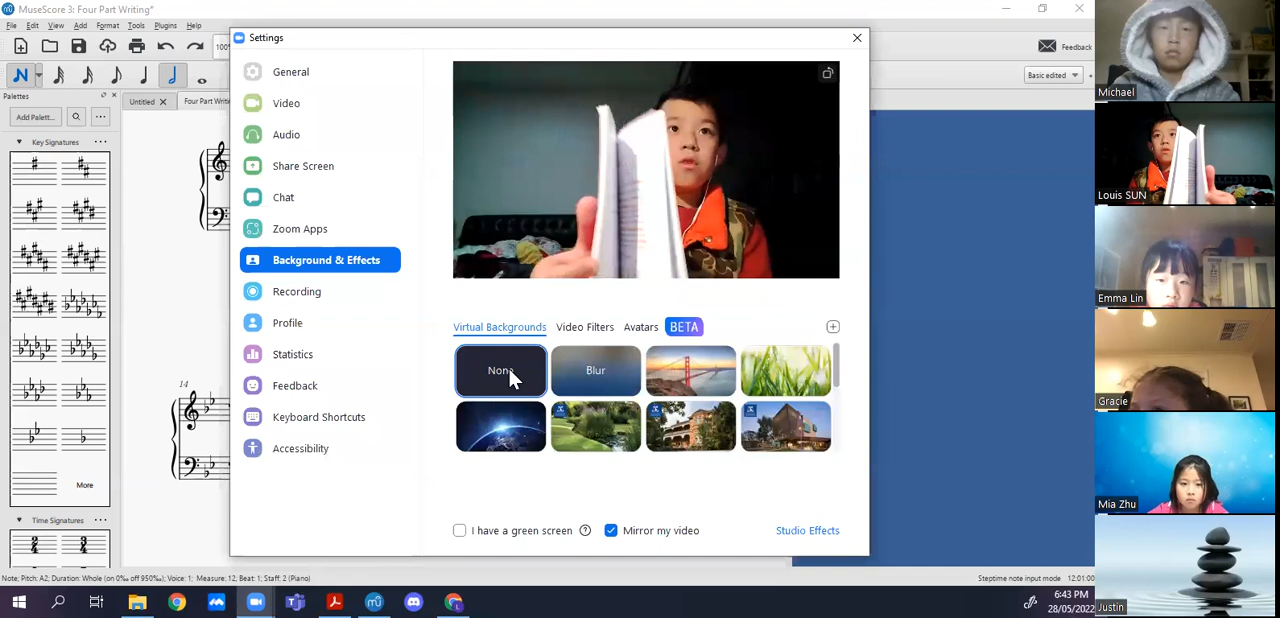 MuseScore 3: Four Part Writing*
File Edit View Add Format Tools Plugins Help
100%
Feedback
Palettes
Untitled
Four Part Writ
Basic edited
Add Palett...
Key Signatures
14
More
Time Signatures
Settings
General
Video
Audio
Share Screen
Chat
Zoom Apps
Background & Effects
Recording
Profile
Statistics
Feedback
Keyboard Shortcuts
Accessibility
Virtual Backgrounds Video Filters Avatars BETA
None Blur
I have a green screen Mirror my video Studio Effects
Michael
Louis SUN
Emma Lin
Gracie
Mia Zhu
Justin
Note; Pitch: A2; Duration: Whole (on 0‰ off 950‰); Voice: 1; Measure: 12; Beat: 1; Staff: 2 (Piano)
Steptime note input mode 12:01:00
6:43 PM
28/05/2022